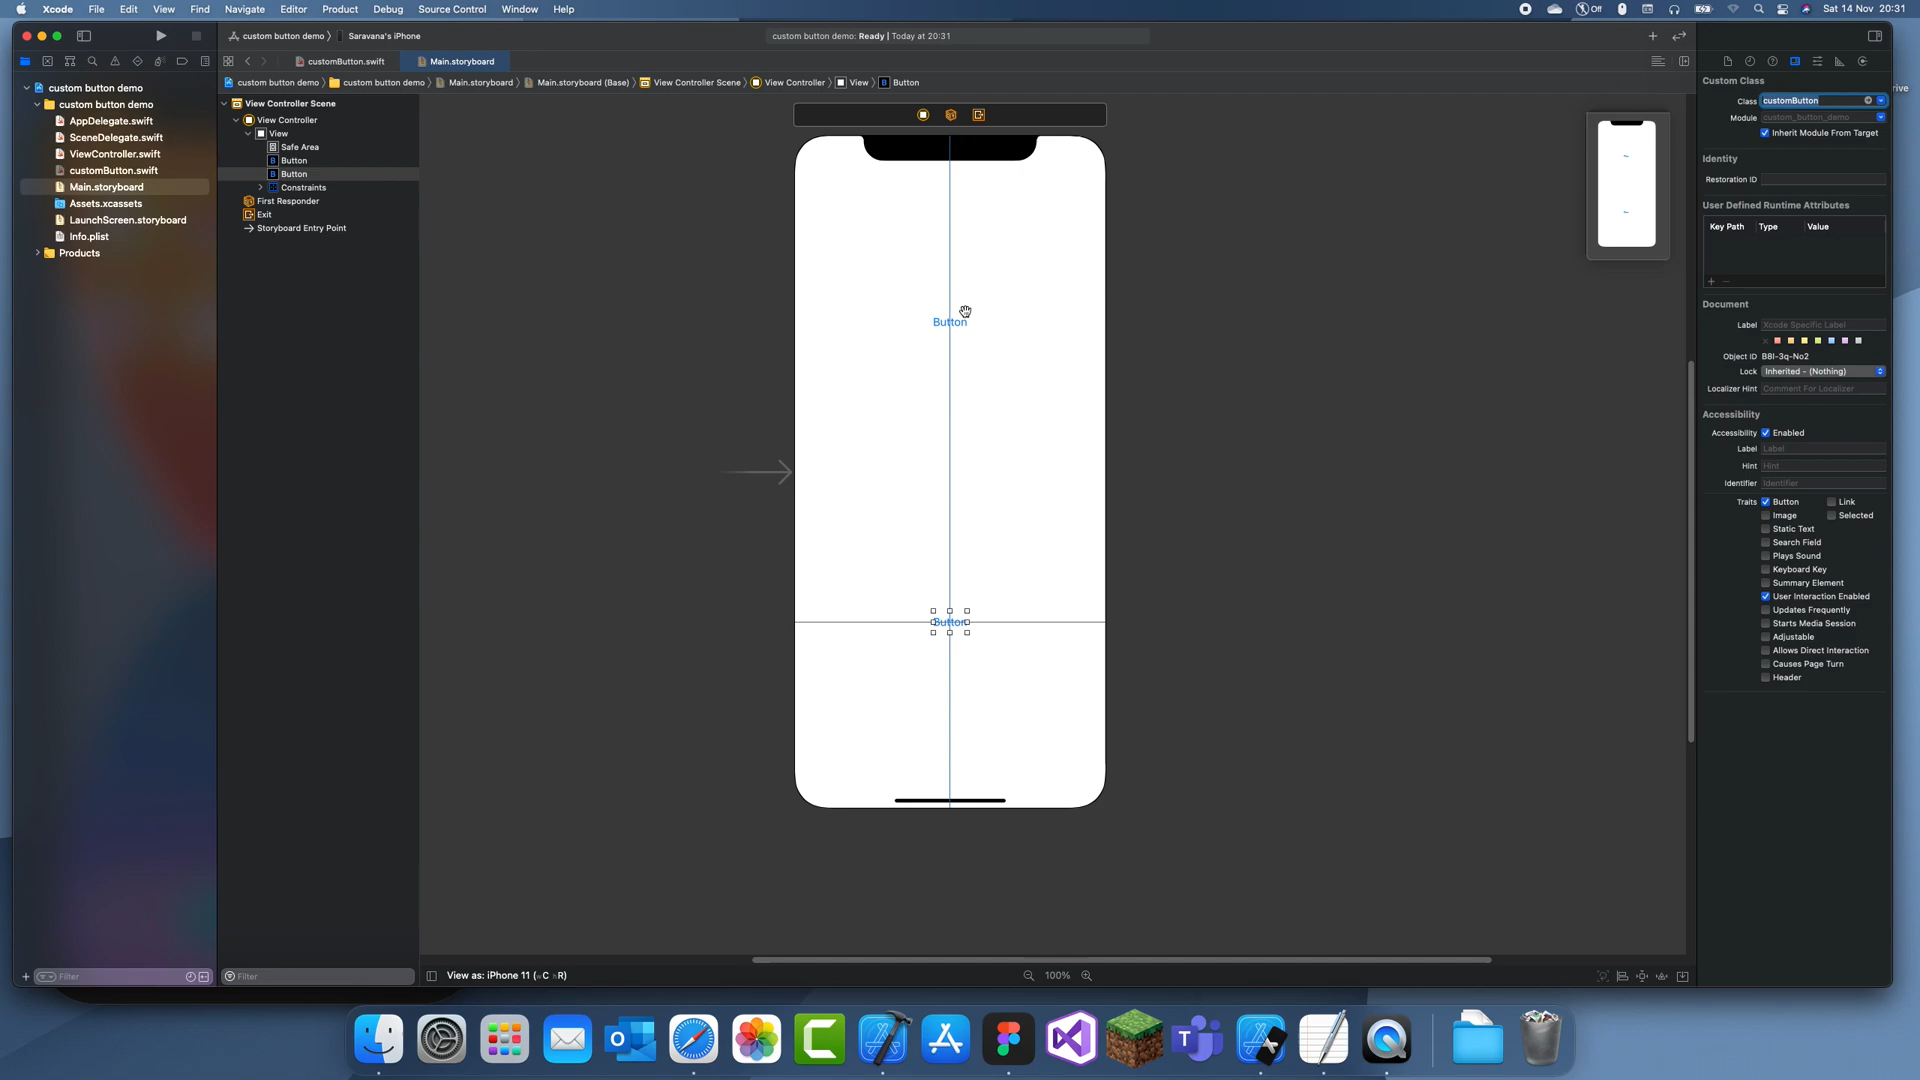 Xcode File Edit View Find Navigate Editor Product Debug Source Control Window Help
Off Sat 14 Nov 20:31
custom button demo Saravana's iPhone
custom button demo: Ready | Today at 20:31
customButton.swift Main.storyboard
custom button demo custom button demo Main.storyboard Main.storyboard (Base) View Controller Scene View Controller View Button
custom button demo
custom button demo
AppDelegate.swift
SceneDelegate.swift
ViewController.swift
customButton.swift
Main.storyboard
Assets.xcassets
LaunchScreen.storyboard
Info.plist
Products
View Controller Scene
View Controller
View
Safe Area
Button
Button
Constraints
First Responder
Exit
Storyboard Entry Point
Button
Button
Custom Class
Class customButton
Module custom_button_demo
Inherit Module From Target
Identity
Restoration ID
User Defined Runtime Attributes
Key Path Type Value
Document
Label Xcode Specific Label
Object ID B8I-3q-No2
Lock Inherited - (Nothing)
Localizer Hint Comment For Localizer
Accessibility
Accessibility Enabled
Label Label
Hint Hint
Identifier Identifier
Traits Button Link
Image Selected
Static Text
Search Field
Plays Sound
Keyboard Key
Summary Element
User Interaction Enabled
Updates Frequently
Starts Media Session
Adjustable
Allows Direct Interaction
Causes Page Turn
Header
Filter
Filter
View as: iPhone 11
100%